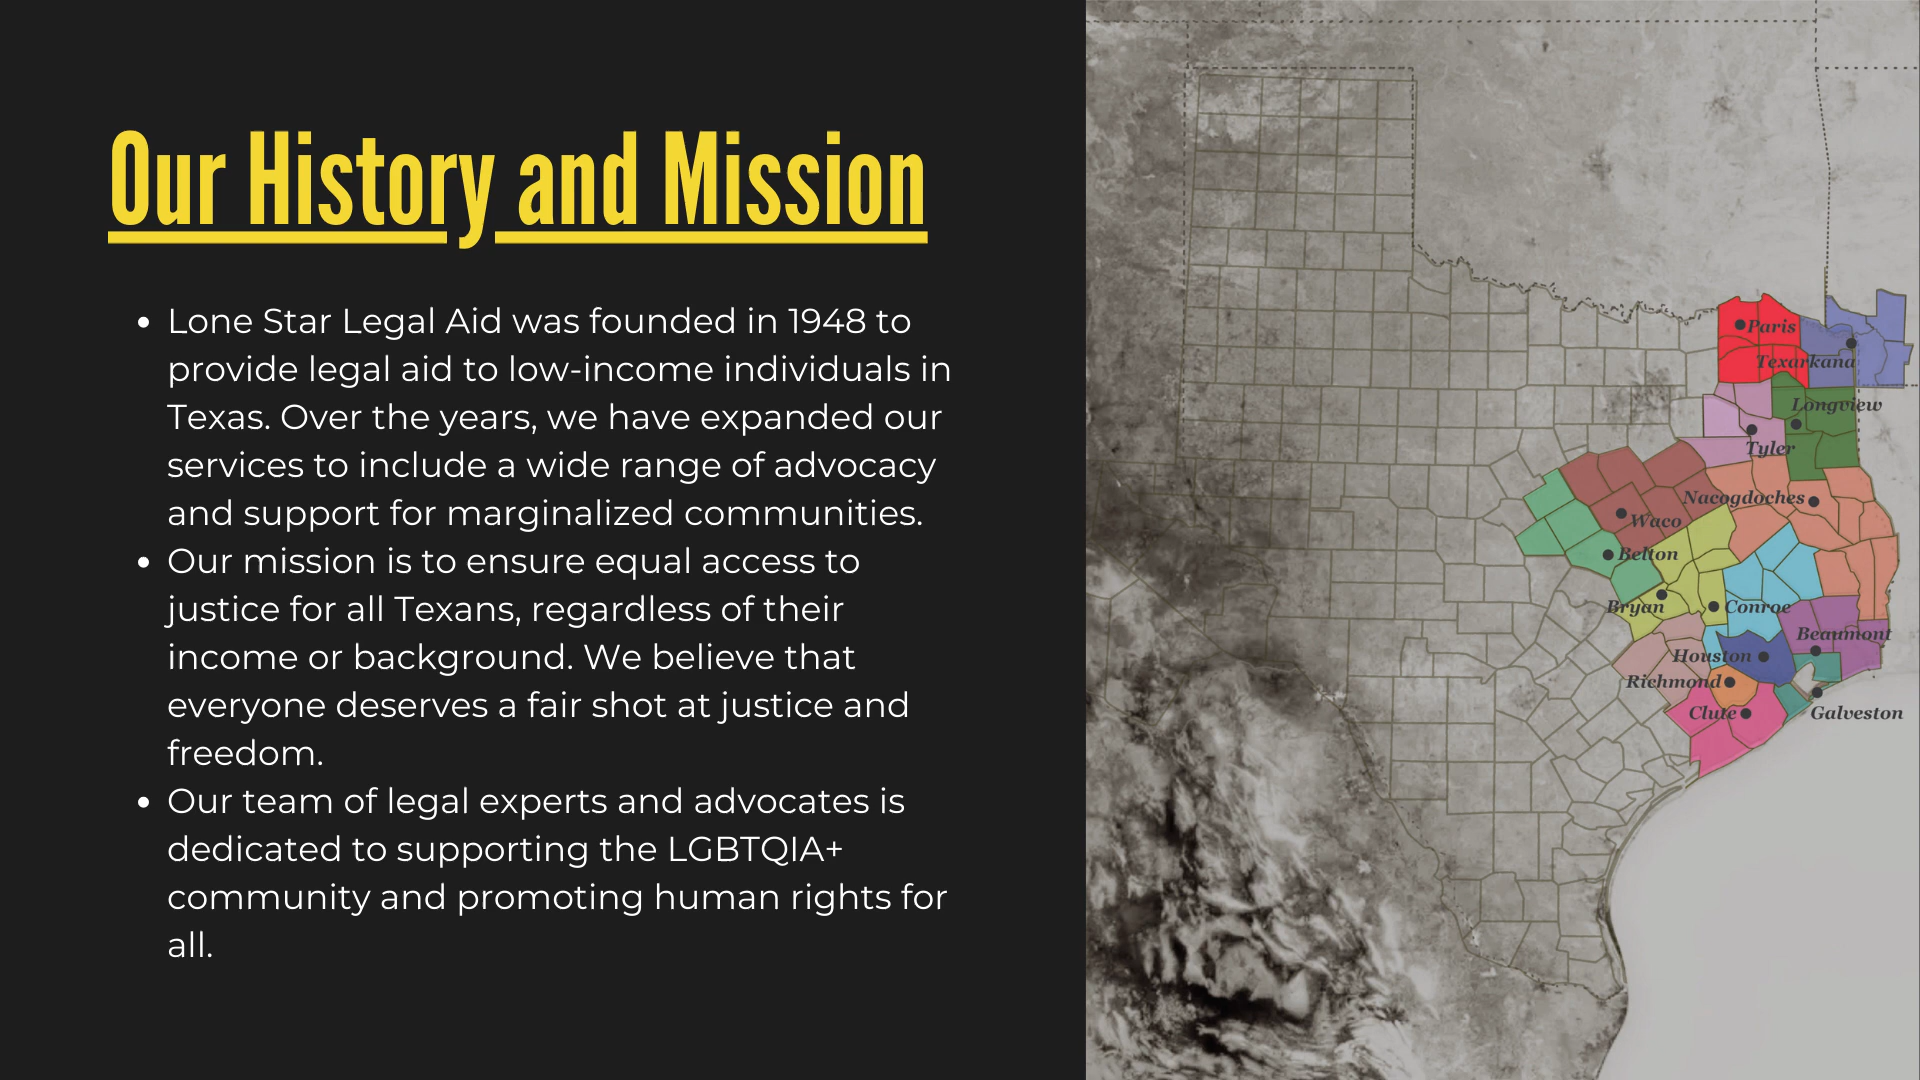 Our History and Mission
• Lone Star Legal Aid was founded in 1948 to
provide legal aid to low-income individuals in
Texas. Over the years, we have expanded our
services to include a wide range of advocacy
and support for marginalized communities.
• Our mission is to ensure equal access to
justice for all Texans, regardless of their
income or background. We believe that
everyone deserves a fair shot at justice and
freedom.
• Our team of legal experts and advocates is
dedicated to supporting the LGBTQIA+
community and promoting human rights for
all.
Paris
Texarkana
Longview
Tyler
Nacogdoches
Waco
Belton
Bryan
Conroe
Beaumont
Houston
Richmond
Clute
Galveston